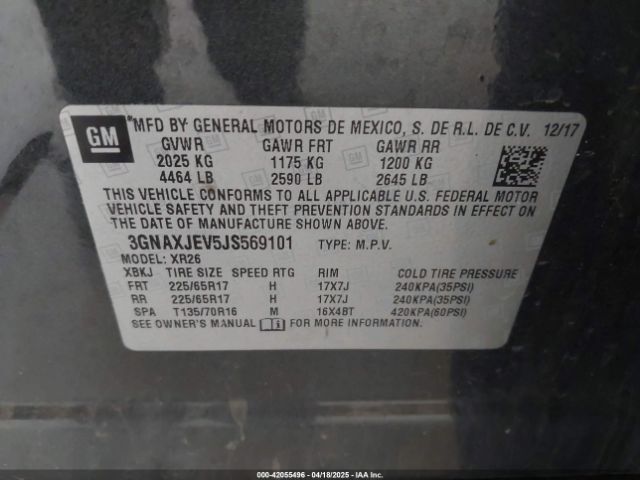 GM
MFD BY GENERAL MOTORS DE MEXICO, S. DE R.L. DE C.V. 12/17
GVWR GAWR FRT GAWR RR
2025 KG 1175 KG 1200 KG
4464 LB 2590 LB 2645 LB
THIS VEHICLE CONFORMS TO ALL APPLICABLE U.S. FEDERAL MOTOR
VEHICLE SAFETY AND THEFT PREVENTION STANDARDS IN EFFECT ON
THE DATE OF MANUFACTURE SHOWN ABOVE.
3GNAXJEV5JS569101 TYPE: M.P.V.
MODEL: XR26
XBKJ TIRE SIZE SPEED RTG RIM COLD TIRE PRESSURE
FRT 225/65R17 H 17X7J 240KPA(35PSI)
RR 225/65R17 H 17X7J 240KPA(35PSI)
SPA T135/70R16 M 16X4BT 420KPA(60PSI)
SEE OWNER'S MANUAL FOR MORE INFORMATION.
000-42055496 - 04/18/2025 - IAA, Inc.